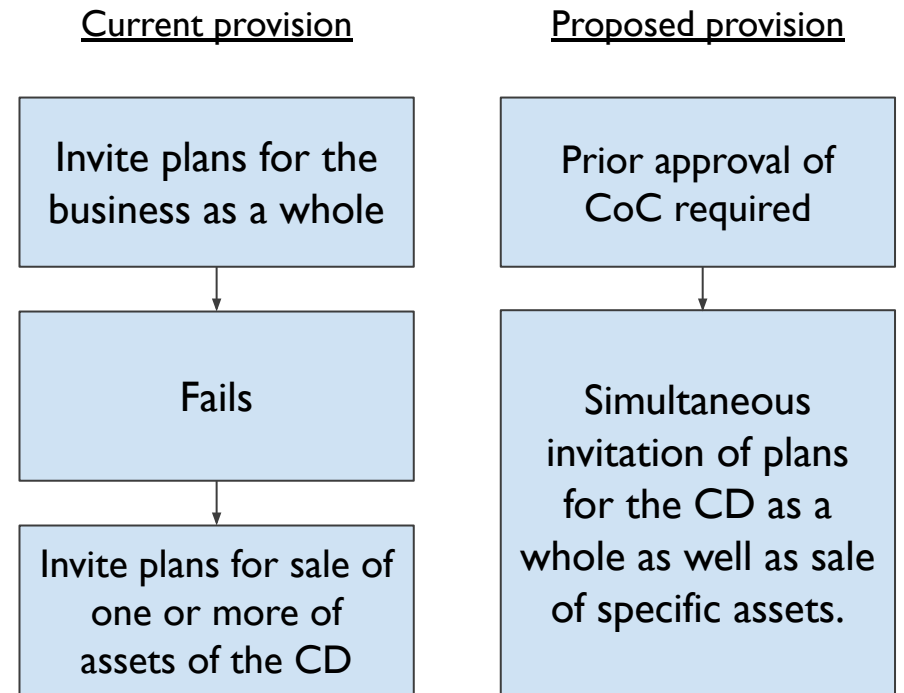 Current provision
Invite plans for the
business as a whole
Fails
Invite plans for sale of
one or more of
assets of the CD
Proposed provision
Prior approval of
CoC required
Simultaneous
invitation of plans
for the CD as a
whole as well as sale
of specific assets.